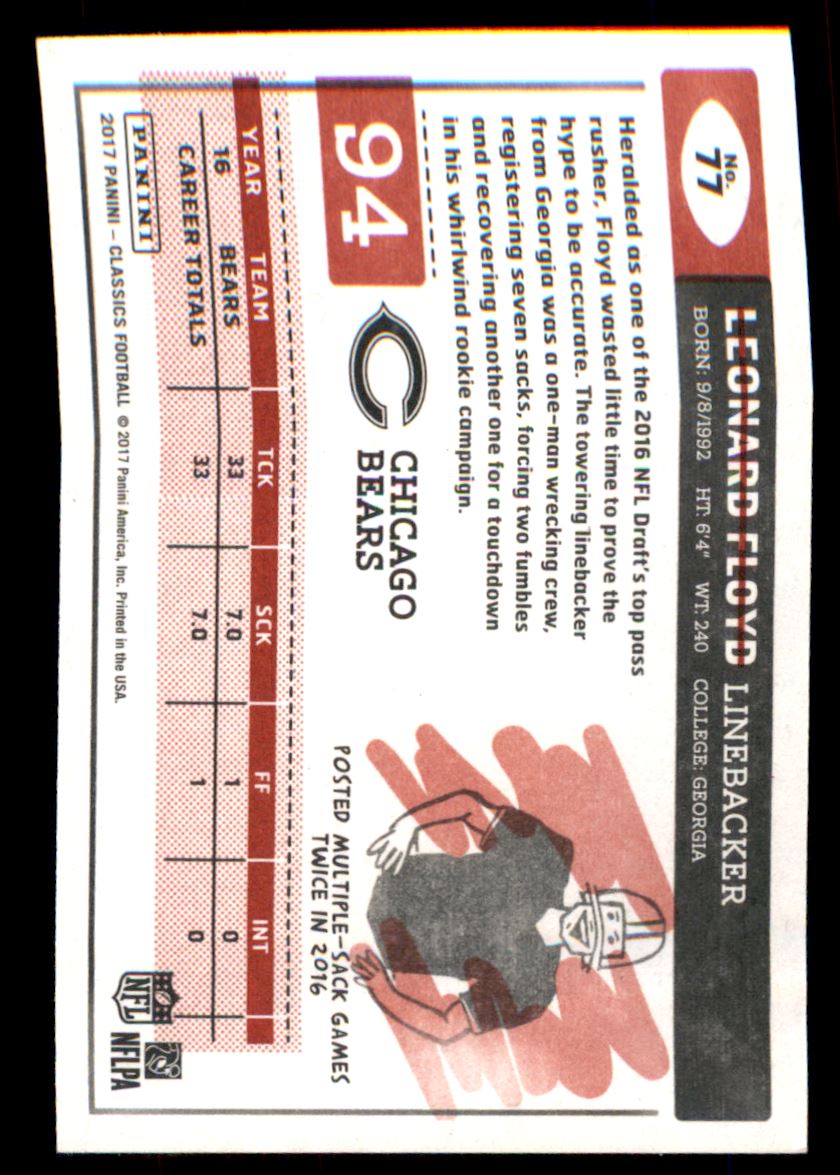 No.
77
LEONARD FLOYD LINEBACKER
BORN: 9/8/1992 HT: 6'4" WT: 240 COLLEGE: GEORGIA
Heralded as one of the 2016 NFL Draft's top pass
rusher, Floyd wasted little time to prove the
hype to be accurate. The towering linebacker
from Georgia was a one-man wrecking crew,
registering seven sacks, forcing two fumbles
and recovering another one for a touchdown
in his whirlwind rookie campaign.
94
CHICAGO
BEARS
POSTED MULTIPLE-SACK GAMES
TWICE IN 2016
YEAR TEAM TCK SCK FF INT
16 BEARS 33 7.0 1 0
CAREER TOTALS 33 7.0 1 0
PANINI
2017 PANINI – CLASSICS FOOTBALL © 2017 Panini America, Inc. Printed in the USA.
NFL
NFLPA